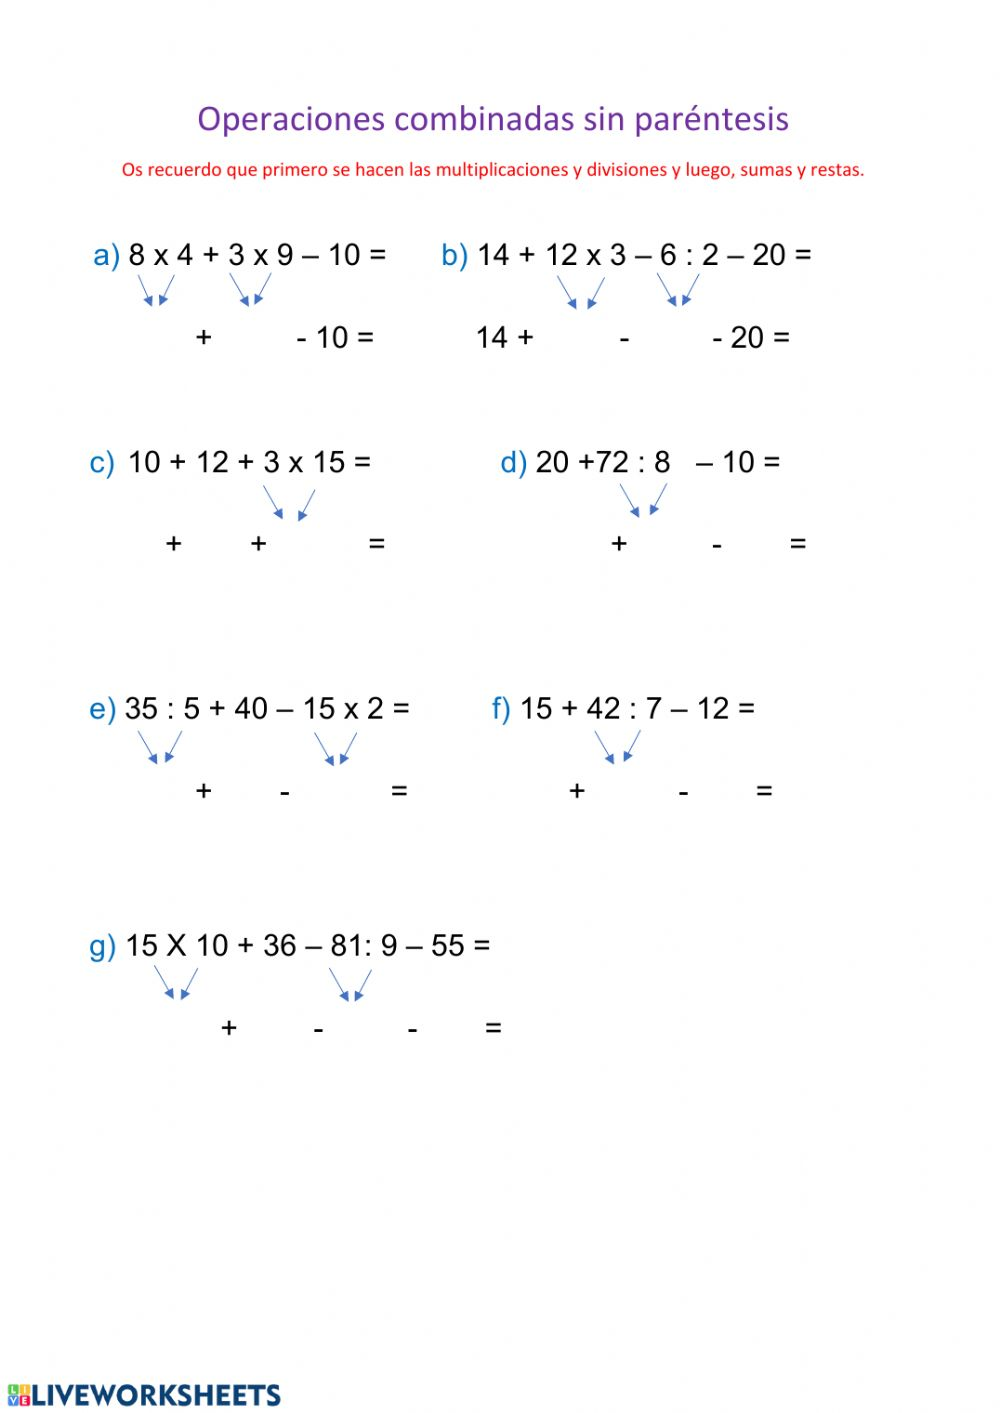 Operaciones combinadas sin paréntesis
Os recuerdo que primero se hacen las multiplicaciones y divisiones y luego, sumas y restas.
a) 8 x 4 + 3 x 9 – 10 =
b) 14 + 12 x 3 – 6 : 2 – 20 =
+ - 10 =
14 + - - 20 =
c) 10 + 12 + 3 x 15 =
d) 20 +72 : 8 – 10 =
+ + =
+ - =
e) 35 : 5 + 40 – 15 x 2 =
f) 15 + 42 : 7 – 12 =
+ - =
+ - =
g) 15 X 10 + 36 – 81: 9 – 55 =
+ - - =
LIVEWORKSHEETS